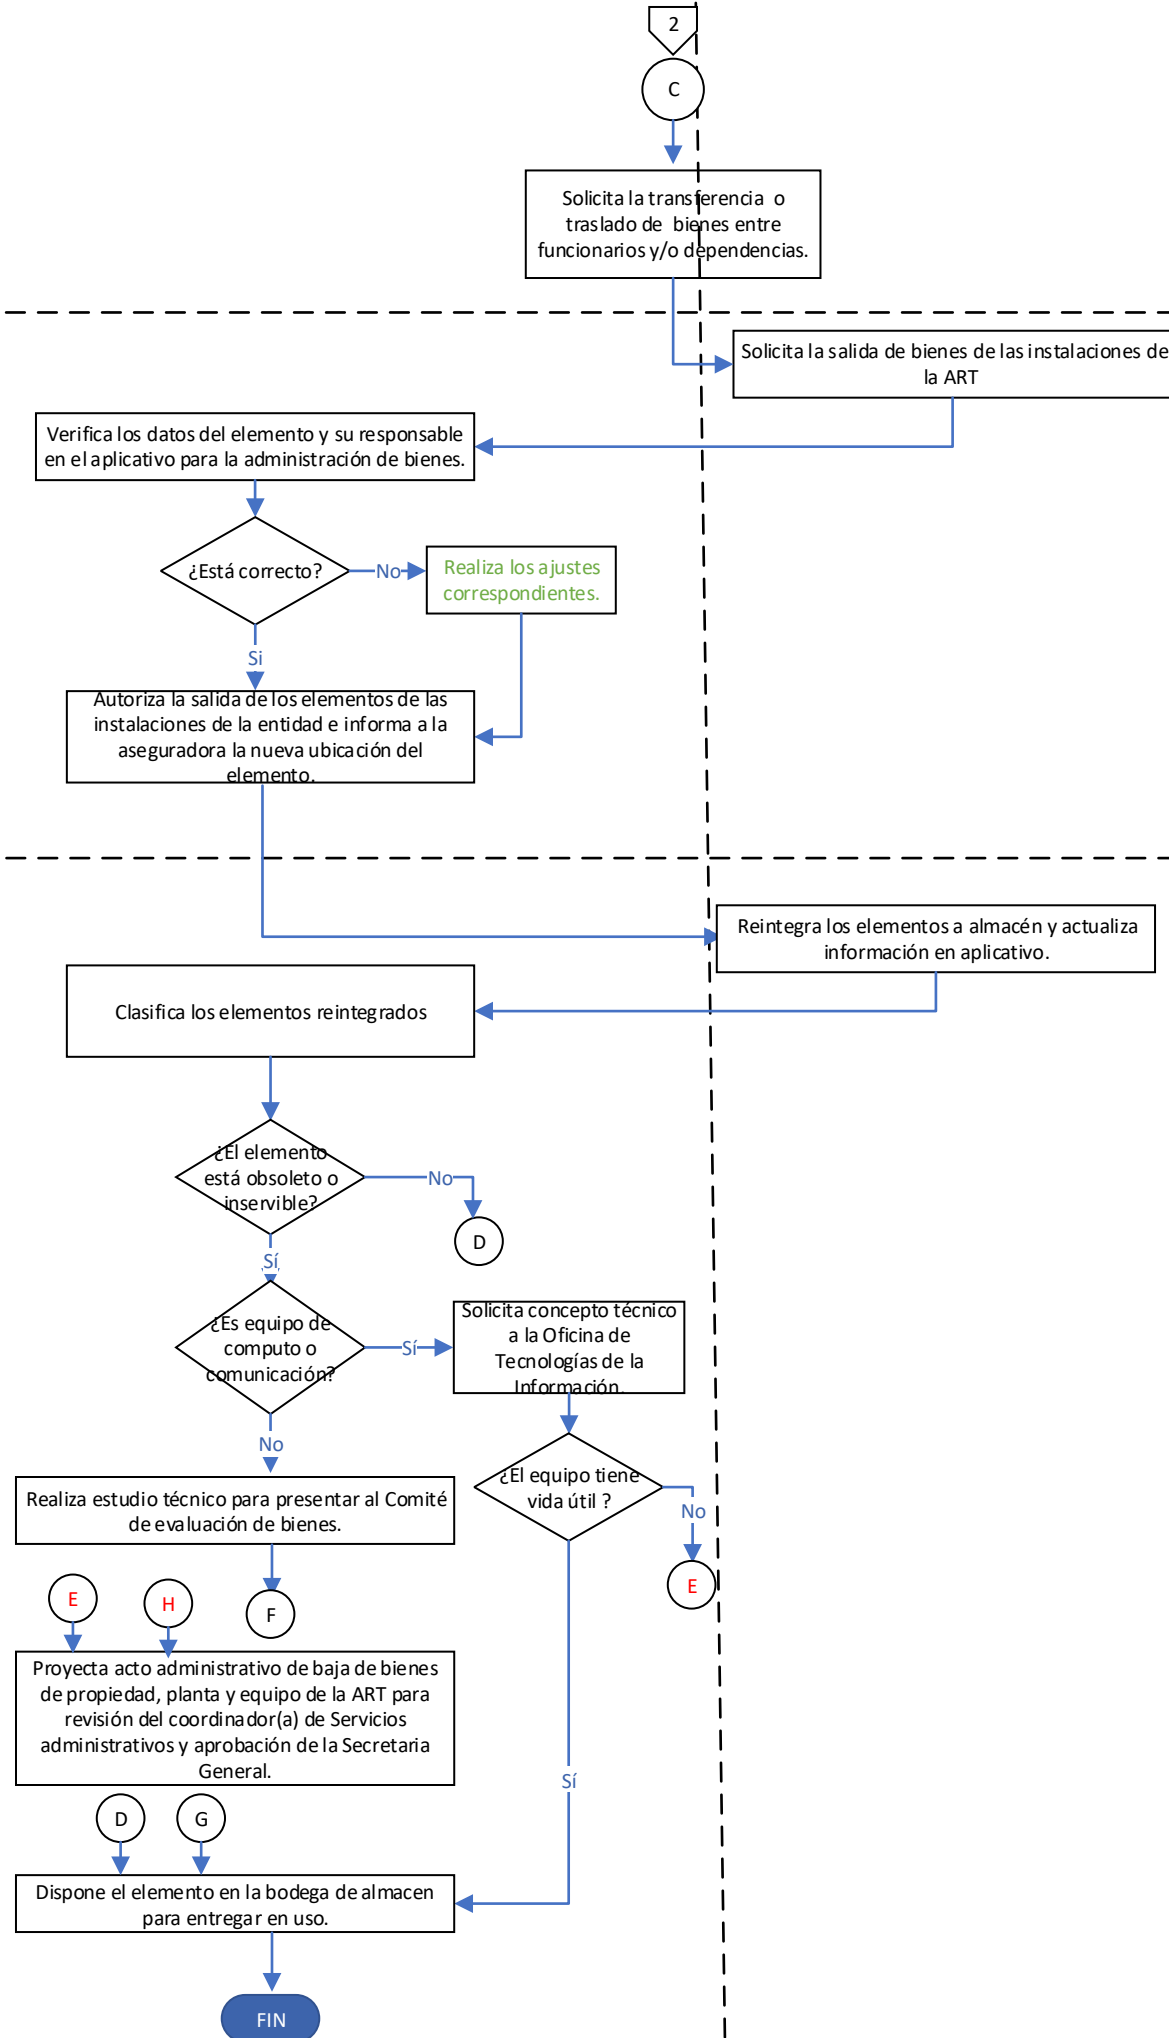 2
C
Solicita la transferencia o
traslado de bienes entre
funcionarios y/o dependencias.
Solicita la salida de bienes de las instalaciones de
la ART
Verifica los datos del elemento y su responsable
en el aplicativo para la administración de bienes.
¿Está correcto?
No
Realiza los ajustes
correspondientes.
Si
Autoriza la salida de los elementos de las
instalaciones de la entidad e informa a la
aseguradora la nueva ubicación del
elemento.
Reintegra los elementos a almacén y actualiza
información en aplicativo.
Clasifica los elementos reintegrados
¿El elemento
está obsoleto o
inservible?
No
D
Sí
¿Es equipo de
computo o
comunicación?
Sí
Solicita concepto técnico
a la Oficina de
Tecnologías de la
Información.
No
¿El equipo tiene
vida útil ?
No
E
Realiza estudio técnico para presentar al Comité
de evaluación de bienes.
E
H
F
Proyecta acto administrativo de baja de bienes
de propiedad, planta y equipo de la ART para
revisión del coordinador(a) de Servicios
administrativos y aprobación de la Secretaria
General.
Sí
D
G
Dispone el elemento en la bodega de almacen
para entregar en uso.
FIN